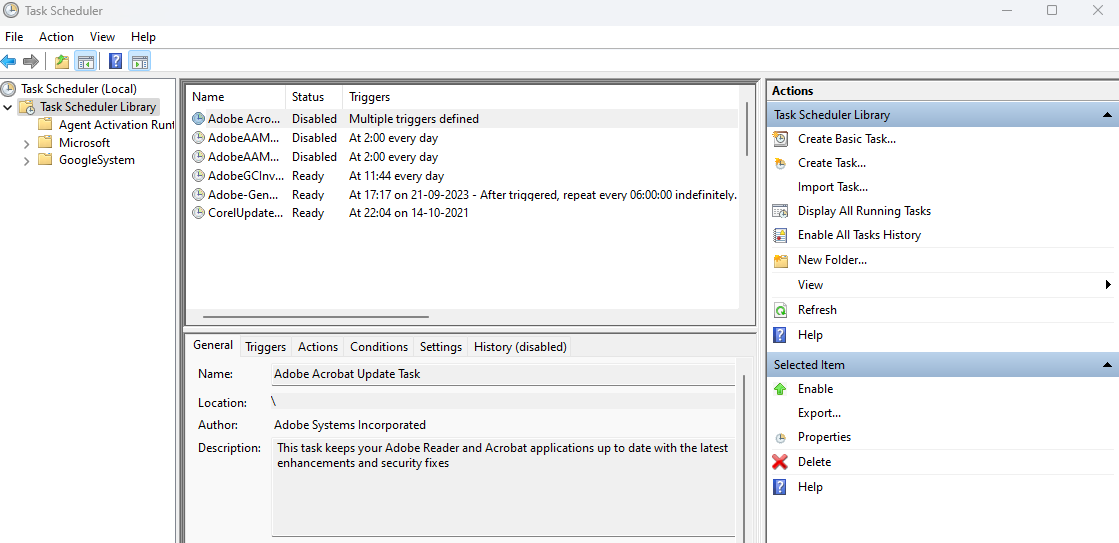 Task Scheduler
File Action View Help
Task Scheduler (Local)
Task Scheduler Library
Agent Activation Runt
Microsoft
GoogleSystem
Name Status Triggers
Adobe Acro... Disabled Multiple triggers defined
AdobeAAM... Disabled At 2:00 every day
AdobeAAM... Disabled At 2:00 every day
AdobeGCInv... Ready At 11:44 every day
Adobe-Gen... Ready At 17:17 on 21-09-2023 - After triggered, repeat every 06:00:00 indefinitely.
CorelUpdate... Ready At 22:04 on 14-10-2021
General Triggers Actions Conditions Settings History (disabled)
Name: Adobe Acrobat Update Task
Location: \
Author: Adobe Systems Incorporated
Description: This task keeps your Adobe Reader and Acrobat applications up to date with the latest
enhancements and security fixes
Actions
Task Scheduler Library
Create Basic Task...
Create Task...
Import Task...
Display All Running Tasks
Enable All Tasks History
New Folder...
View
Refresh
Help
Selected Item
Enable
Export...
Properties
Delete
Help